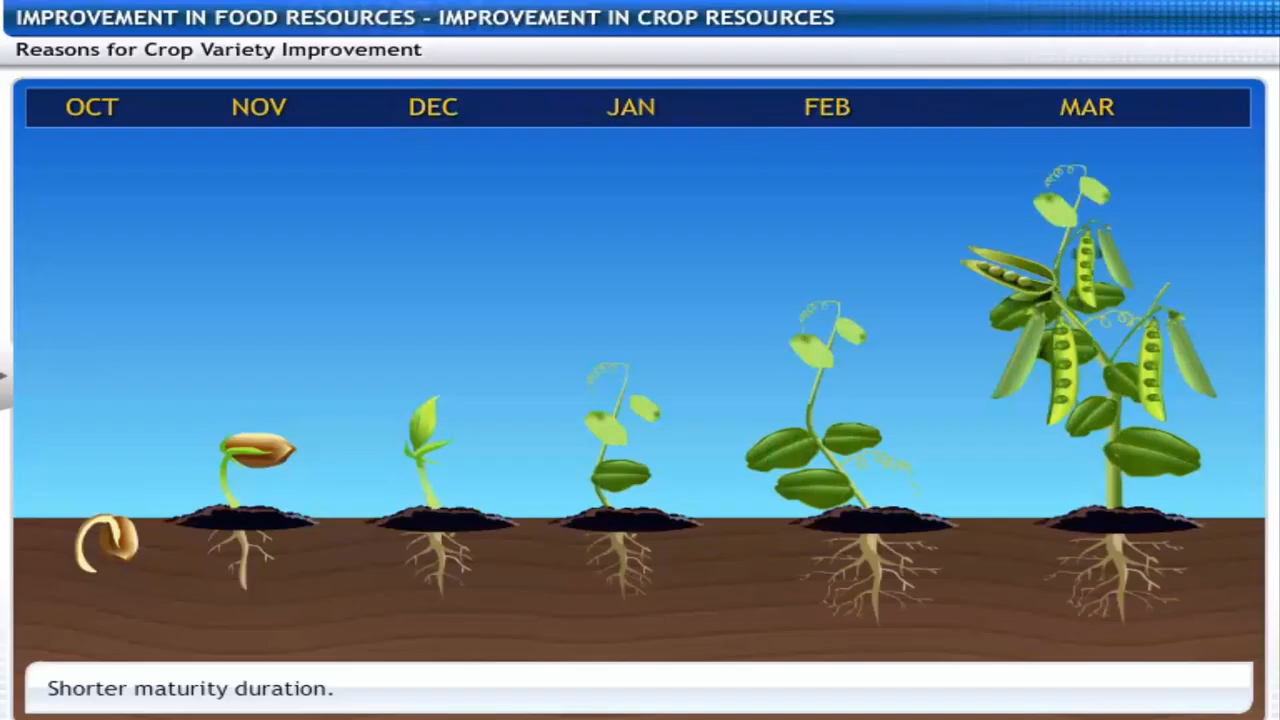 IMPROVEMENT IN FOOD RESOURCES - IMPROVEMENT IN CROP RESOURCES
Reasons for Crop Variety Improvement
OCT NOV DEC JAN FEB MAR
Shorter maturity duration.